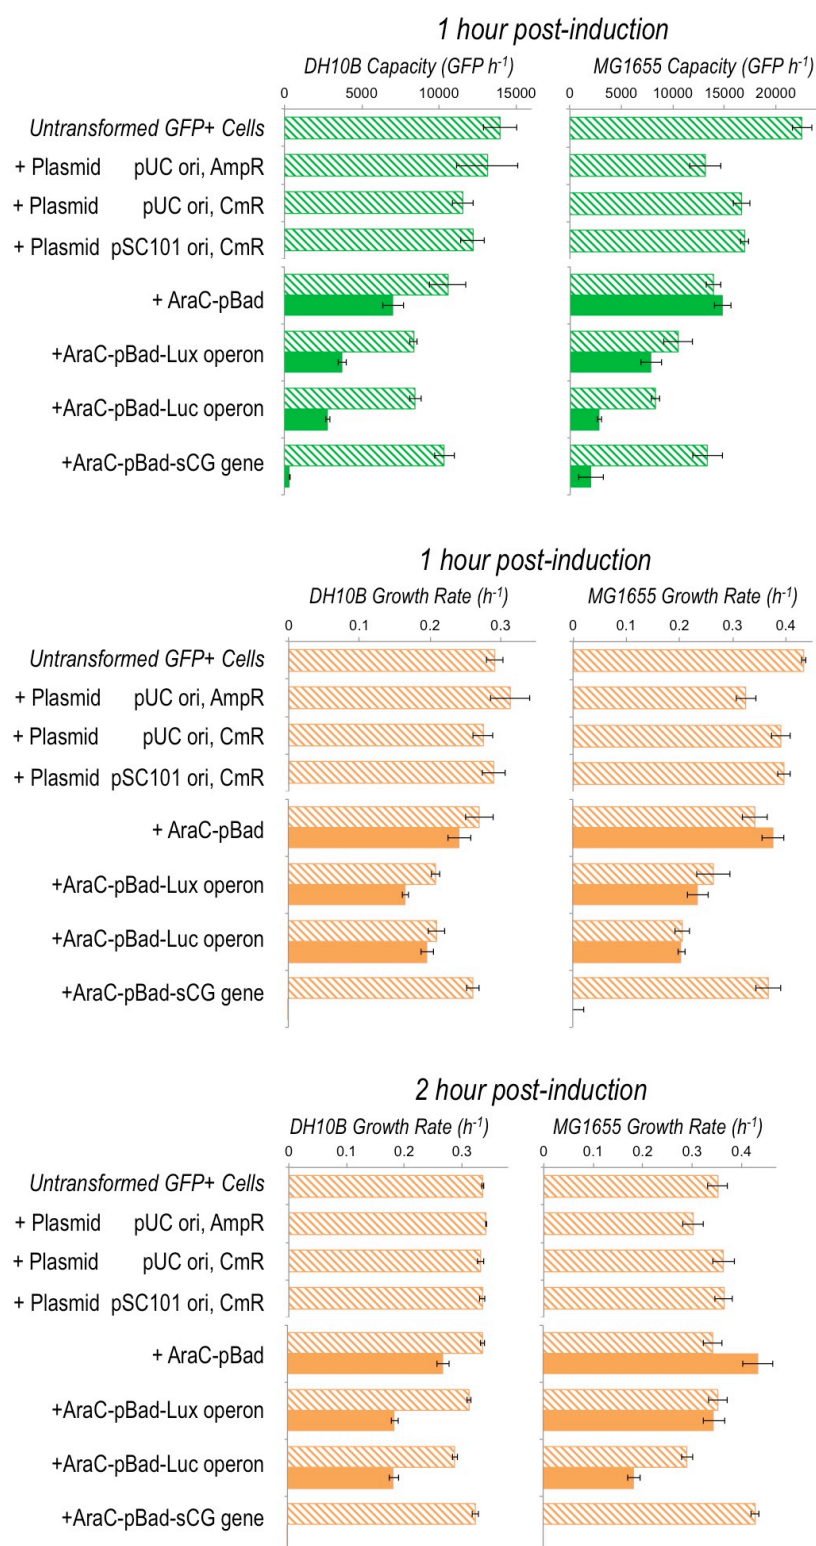 1 hour post-induction
DH10B Capacity (GFP h-1) MG1655 Capacity (GFP h-1)
0 5000 10000 15000 0 5000 10000 15000 20000
Untransformed GFP+ Cells
+ Plasmid pUC ori, AmpR
+ Plasmid pUC ori, CmR
+ Plasmid pSC101 ori, CmR
+ AraC-pBad
+AraC-pBad-Lux operon
+AraC-pBad-Luc operon
+AraC-pBad-sCG gene
1 hour post-induction
DH10B Growth Rate (h-1) MG1655 Growth Rate (h-1)
0 0.1 0.2 0.3 0 0.1 0.2 0.3 0.4
Untransformed GFP+ Cells
+ Plasmid pUC ori, AmpR
+ Plasmid pUC ori, CmR
+ Plasmid pSC101 ori, CmR
+ AraC-pBad
+AraC-pBad-Lux operon
+AraC-pBad-Luc operon
+AraC-pBad-sCG gene
2 hour post-induction
DH10B Growth Rate (h-1) MG1655 Growth Rate (h-1)
0 0.1 0.2 0.3 0 0.1 0.2 0.3 0.4
Untransformed GFP+ Cells
+ Plasmid pUC ori, AmpR
+ Plasmid pUC ori, CmR
+ Plasmid pSC101 ori, CmR
+ AraC-pBad
+AraC-pBad-Lux operon
+AraC-pBad-Luc operon
+AraC-pBad-sCG gene